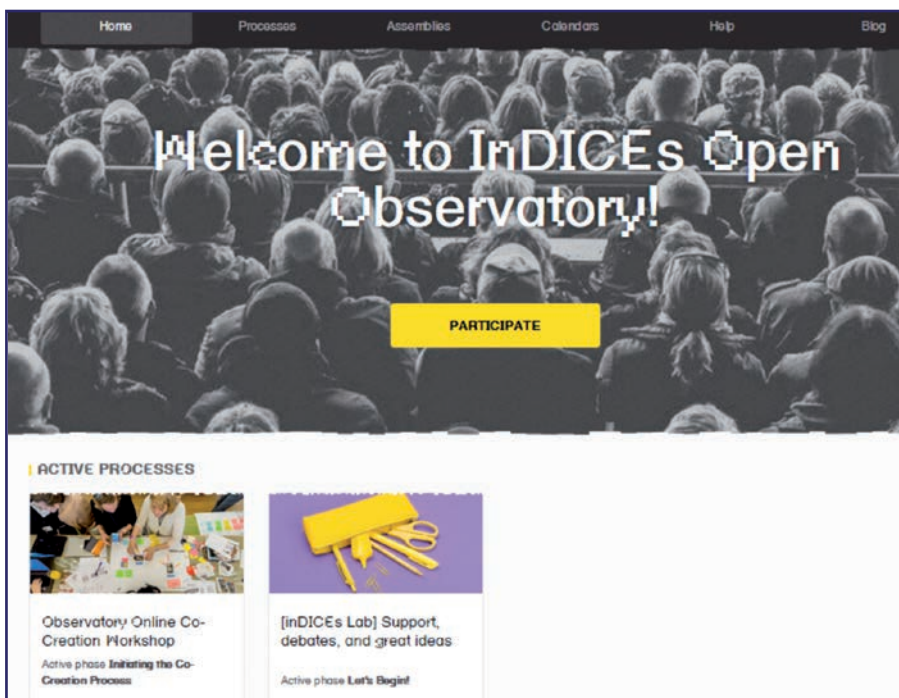 Home Processes Assemblies Calendars Help Blog
Welcome to InDICEs Open
Observatory!
PARTICIPATE
ACTIVE PROCESSES
Observatory Online Co-
Creation Workshop
Active phase Initiating the Co-
Creation Process
[inDICEs Lab] Support,
debates, and great ideas
Active phase Let's Begin!